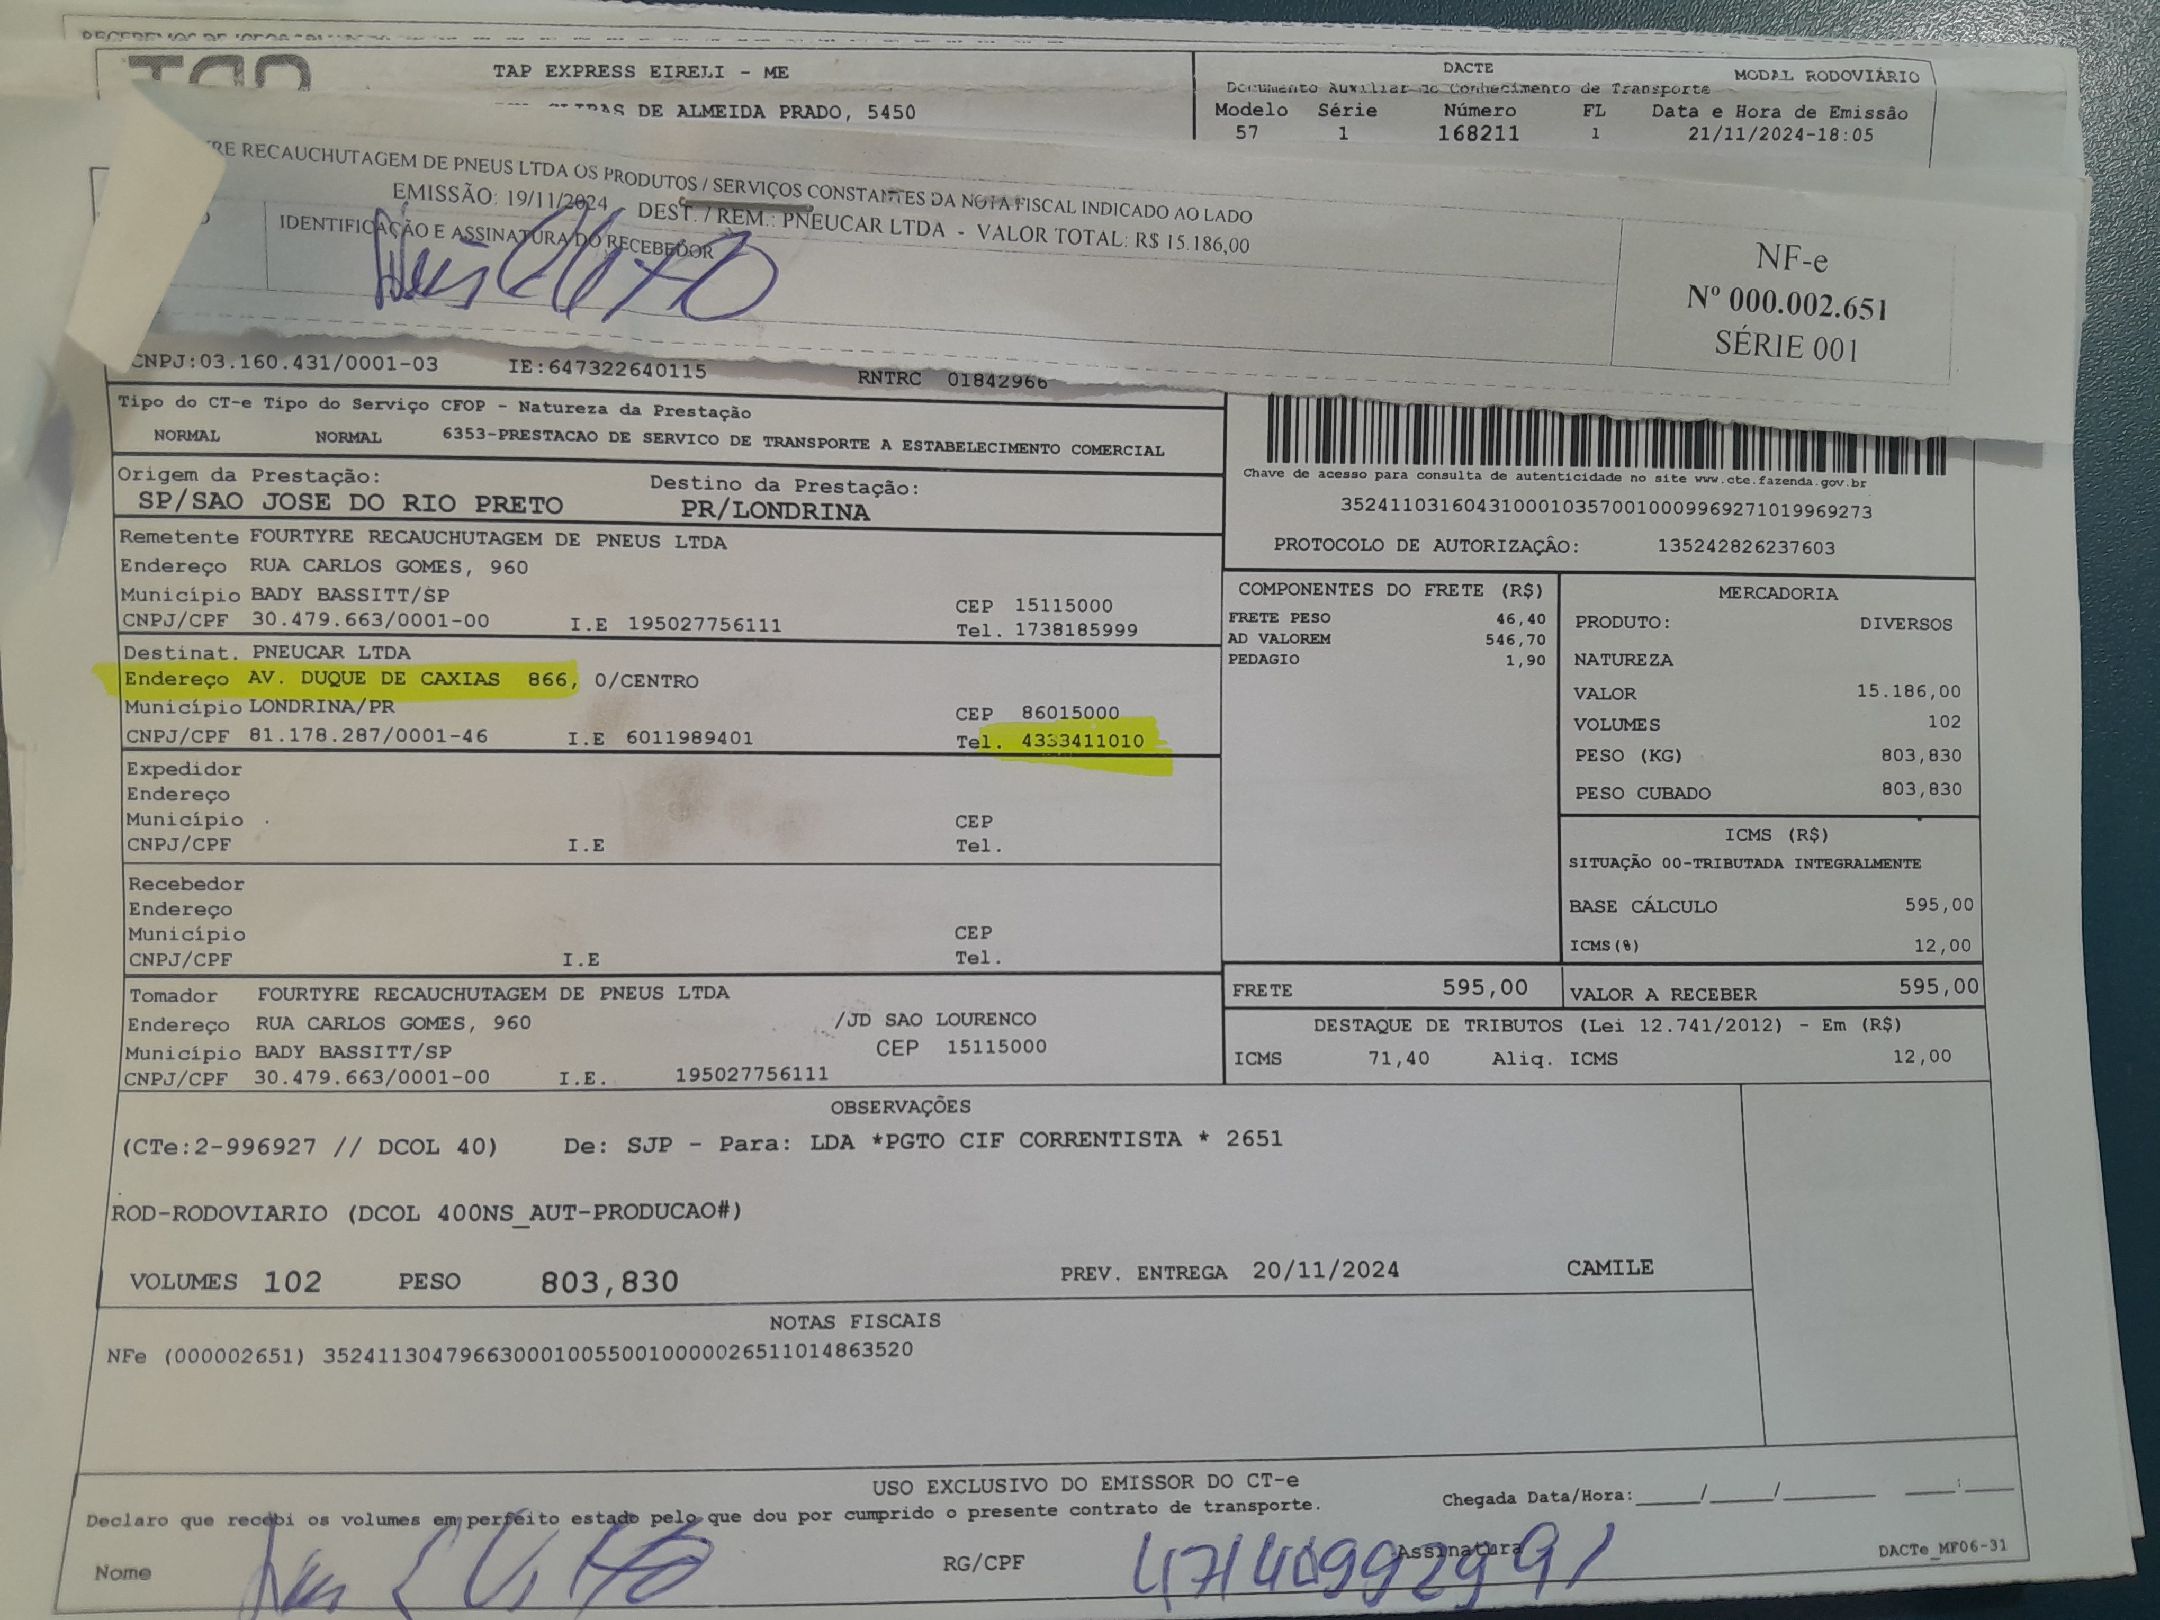 TAP EXPRESS EIRELI - ME
DE ALMEIDA PRADO, 5450
DACTE
MODAL RODOVIÁRIO
Documento Auxiliar do Conhecimento de Transporte
Modelo Série Número FL Data e Hora de Emissão
57 1 168211 1 21/11/2024-18:05
RECAUCHUTAGEM DE PNEUS LTDA OS PRODUTOS / SERVIÇOS CONSTANTES DA NOTA FISCAL INDICADO AO LADO
EMISSÃO: 19/11/2024 DEST. / REM.: PNEUCAR LTDA - VALOR TOTAL: R$ 15.186,00
IDENTIFICAÇÃO E ASSINATURA DO RECEBEDOR
NF-e
Nº 000.002.651
SÉRIE 001
CNPJ:03.160.431/0001-03 IE:647322640115 RNTRC 01842966
Tipo do CT-e Tipo do Serviço CFOP - Natureza da Prestação
NORMAL NORMAL 6353-PRESTACAO DE SERVICO DE TRANSPORTE A ESTABELECIMENTO COMERCIAL
Origem da Prestação: Destino da Prestação:
SP/SAO JOSE DO RIO PRETO PR/LONDRINA
Chave de acesso para consulta de autenticidade no site www.cte.fazenda.gov.br
35241103160431000103570010009969271019969273
PROTOCOLO DE AUTORIZAÇÂO: 135242826237603
Remetente FOURTYRE RECAUCHUTAGEM DE PNEUS LTDA
Endereço RUA CARLOS GOMES, 960
Município BADY BASSITT/SP CEP 15115000
CNPJ/CPF 30.479.663/0001-00 I.E 195027756111 Tel. 1738185999
Destinat. PNEUCAR LTDA
Endereço AV. DUQUE DE CAXIAS 866, 0/CENTRO
Município LONDRINA/PR CEP 86015000
CNPJ/CPF 81.178.287/0001-46 I.E 6011989401 Tel. 4333411010
Expedidor
Endereço
Município CEP
CNPJ/CPF I.E Tel.
Recebedor
Endereço
Município CEP
CNPJ/CPF I.E Tel.
Tomador FOURTYRE RECAUCHUTAGEM DE PNEUS LTDA
Endereço RUA CARLOS GOMES, 960 /JD SAO LOURENCO
Município BADY BASSITT/SP CEP 15115000
CNPJ/CPF 30.479.663/0001-00 I.E. 195027756111
COMPONENTES DO FRETE (R$)
FRETE PESO 46,40
AD VALOREM 546,70
PEDAGIO 1,90
MERCADORIA
PRODUTO: DIVERSOS
NATUREZA
VALOR 15.186,00
VOLUMES 102
PESO (KG) 803,830
PESO CUBADO 803,830
ICMS (R$)
SITUAÇÃO 00-TRIBUTADA INTEGRALMENTE
BASE CÁLCULO 595,00
ICMS(%) 12,00
FRETE 595,00 VALOR A RECEBER 595,00
DESTAQUE DE TRIBUTOS (Lei 12.741/2012) - Em (R$)
ICMS 71,40 Aliq. ICMS 12,00
OBSERVAÇÕES
(CTe:2-996927 // DCOL 40) De: SJP - Para: LDA *PGTO CIF CORRENTISTA * 2651
ROD-RODOVIARIO (DCOL 400NS_AUT-PRODUCAO#)
VOLUMES 102 PESO 803,830 PREV. ENTREGA 20/11/2024 CAMILE
NOTAS FISCAIS
NFe (000002651) 35241130479663000100550010000026511014863520
USO EXCLUSIVO DO EMISSOR DO CT-e
Declaro que recebi os volumes em perfeito estado pelo que dou por cumprido o presente contrato de transporte. Chegada Data/Hora:_____/_____/_______ ____:____
Nome RG/CPF Assinatura DACTe_MF06-31